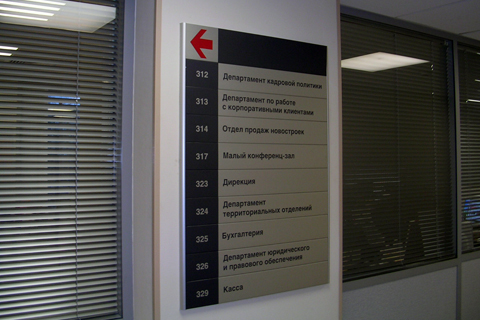 312 Департамент кадровой политики
313 Департамент по работе
с корпоративными клиентами
314 Отдел продаж новостроек
317 Малый конференц-зал
323 Дирекция
324 Департамент
территориальных отделений
325 Бухгалтерия
326 Департамент юридического
и правового обеспечения
329 Касса